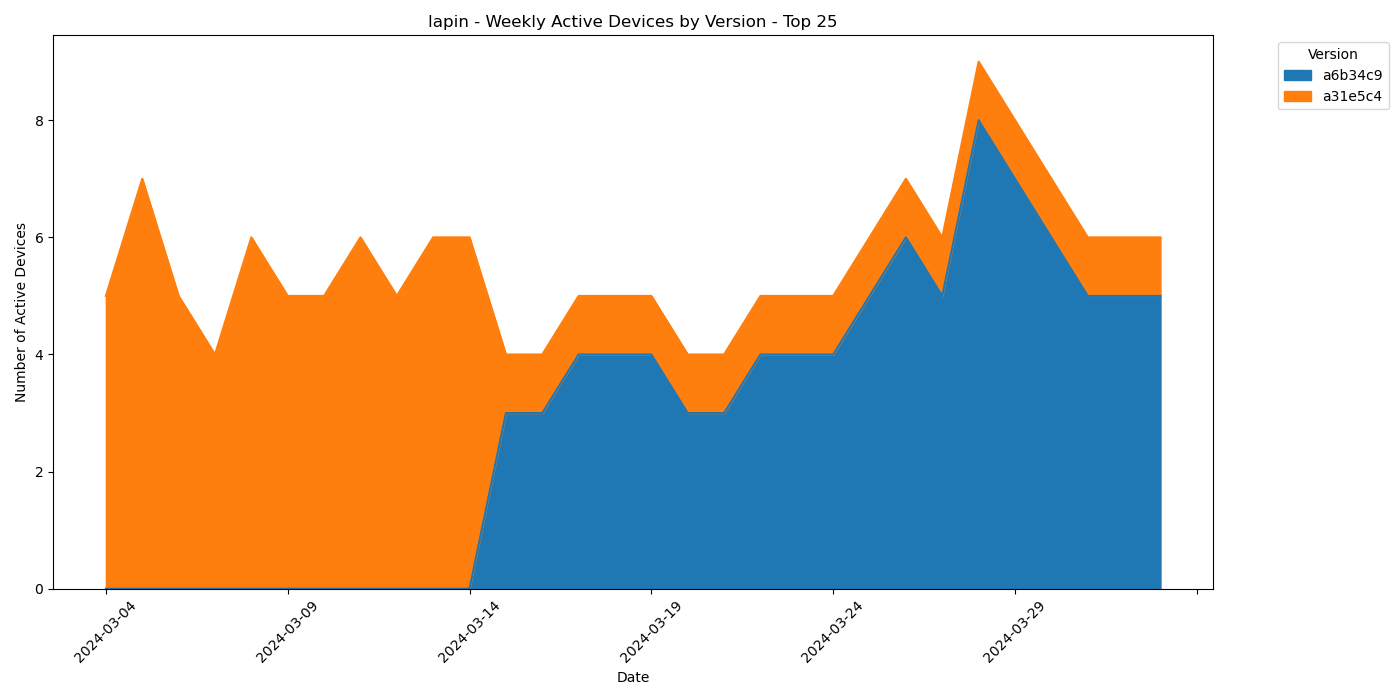 lapin - Weekly Active Devices by Version - Top 25
Version
a6b34c9
a31e5c4
Number of Active Devices
8
6
4
2
0
2024-03-04
2024-03-09
2024-03-14
2024-03-19
2024-03-24
2024-03-29
Date